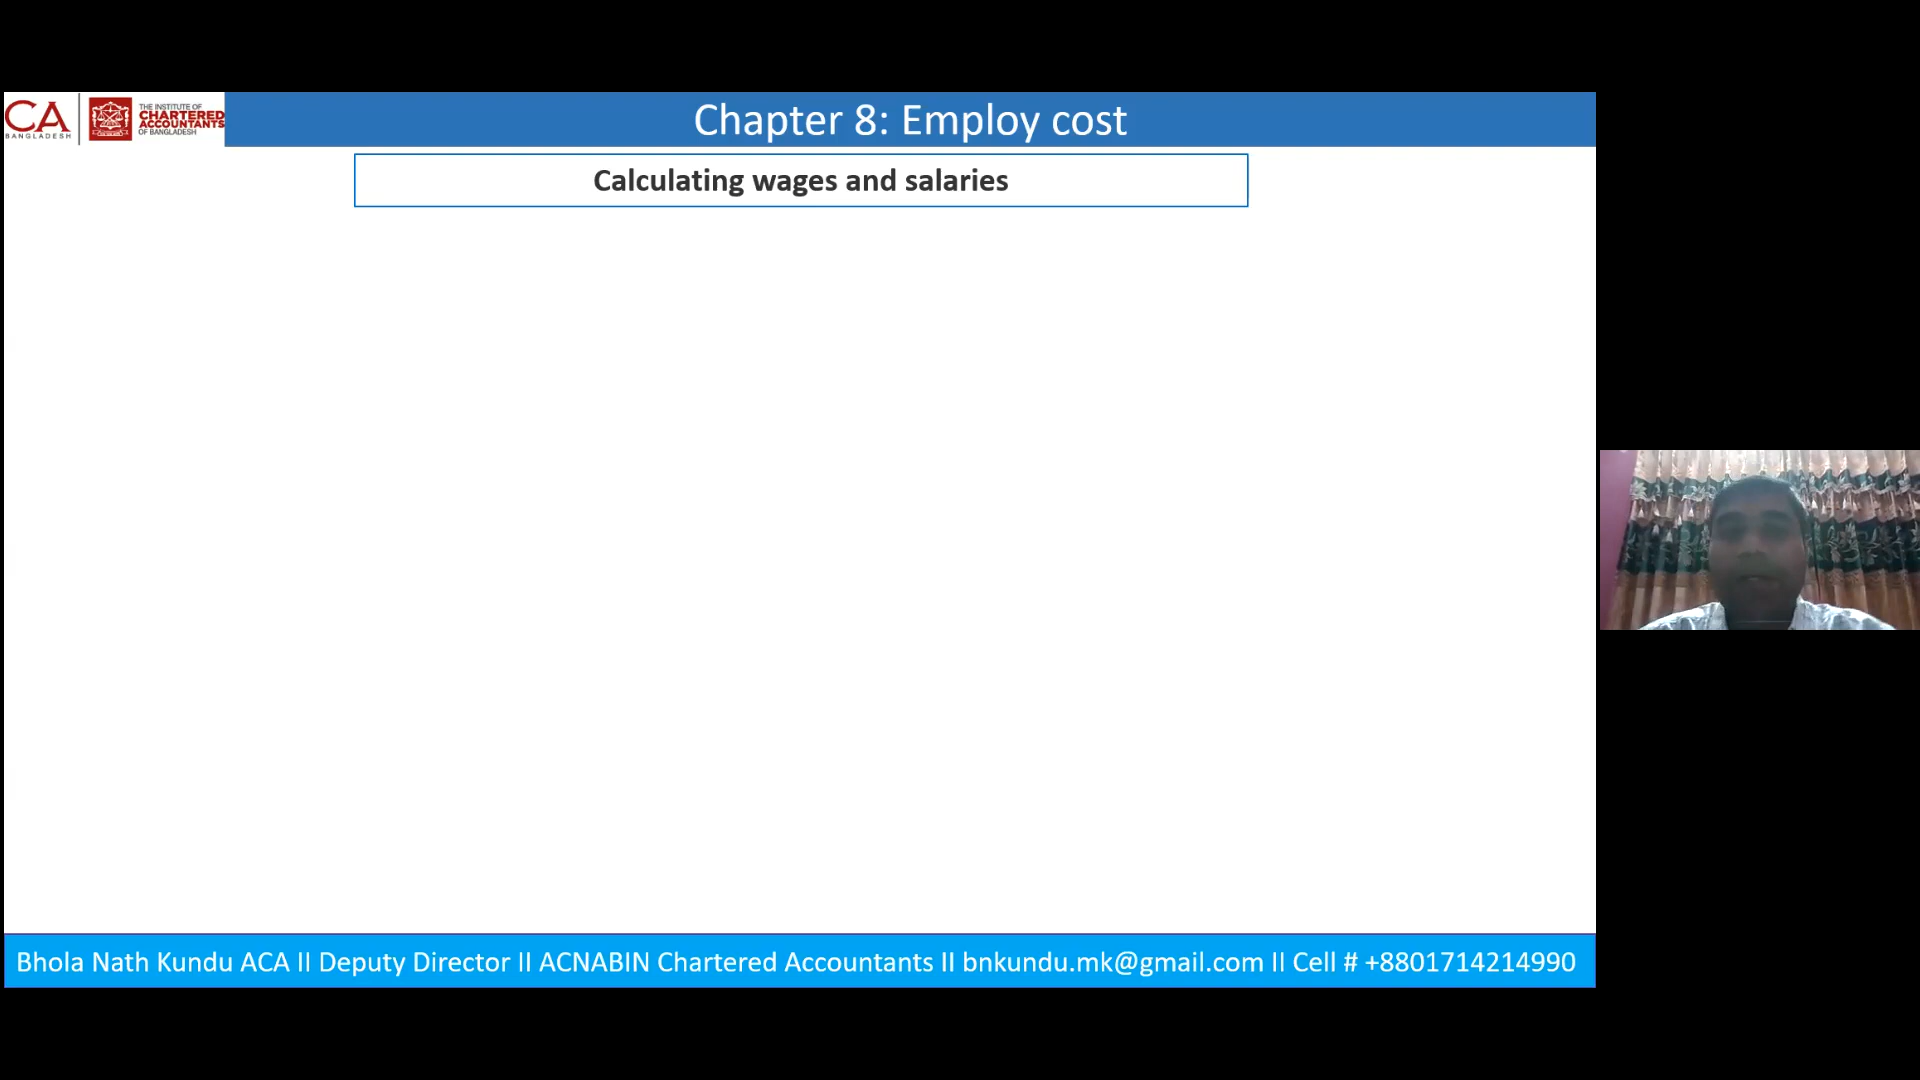 CA
BANGLADESH
THE INSTITUTE OF
CHARTERED
ACCOUNTANTS
OF BANGLADESH
Chapter 8: Employ cost
Calculating wages and salaries
Bhola Nath Kundu ACA II Deputy Director II ACNABIN Chartered Accountants II bnkundu.mk@gmail.com II Cell # +8801714214990